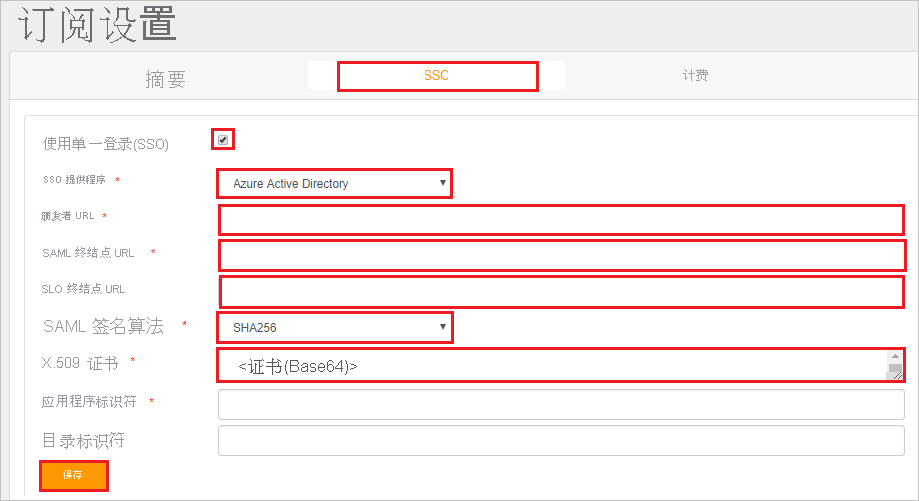 订阅设置
摘要 SSO 计费
使用单一登录(SSO)
SSO 提供程序 * Azure Active Directory
颁发者 URL *
SAML 终结点 URL *
SLO 终结点 URL
SAML 签名算法 * SHA256
X.509 证书 * <证书(Base64)>
应用程序标识符 *
目录标识符
保存